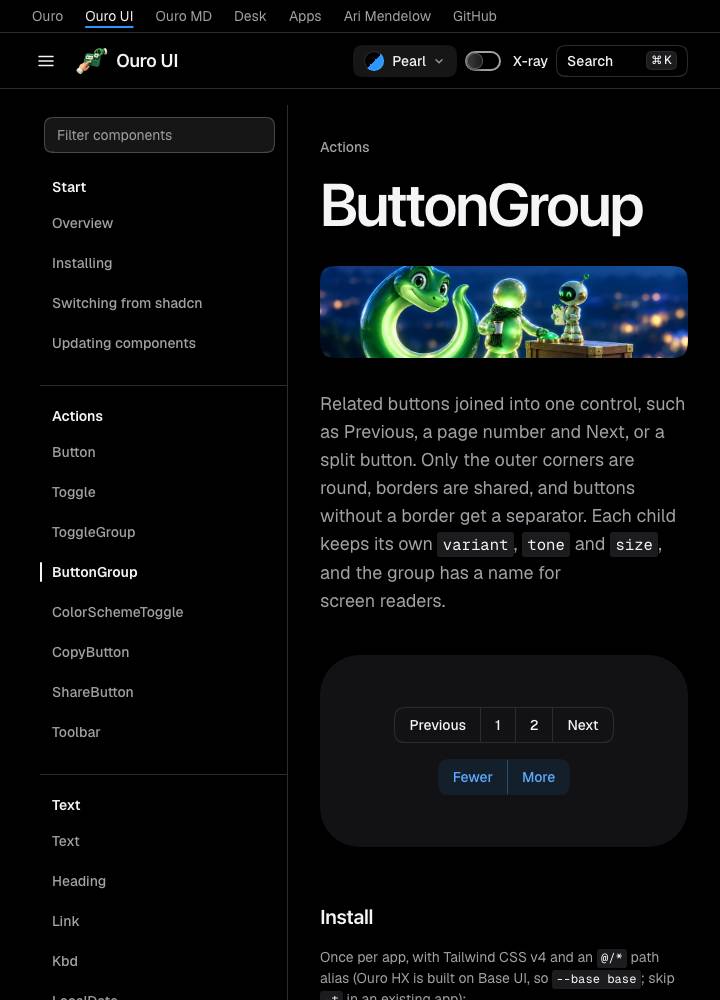 Ouro Ouro UI Ouro MD Desk Apps Ari Mendelow GitHub
Ouro UI Pearl X-ray Search ⌘ K
Filter components
Start
Overview
Installing
Switching from shadcn
Updating components
Actions
Button
Toggle
ToggleGroup
ButtonGroup
ColorSchemeToggle
CopyButton
ShareButton
Toolbar
Text
Text
Heading
Link
Kbd
LocalDate
Actions
ButtonGroup
Related buttons joined into one control, such
as Previous, a page number and Next, or a
split button. Only the outer corners are
round, borders are shared, and buttons
without a border get a separator. Each child
keeps its own variant, tone and size,
and the group has a name for
screen readers.
Previous 1 2 Next
Fewer More
Install
Once per app, with Tailwind CSS v4 and an @/* path
alias (Ouro HX is built on Base UI, so --base base; skip
-t in an existing app):